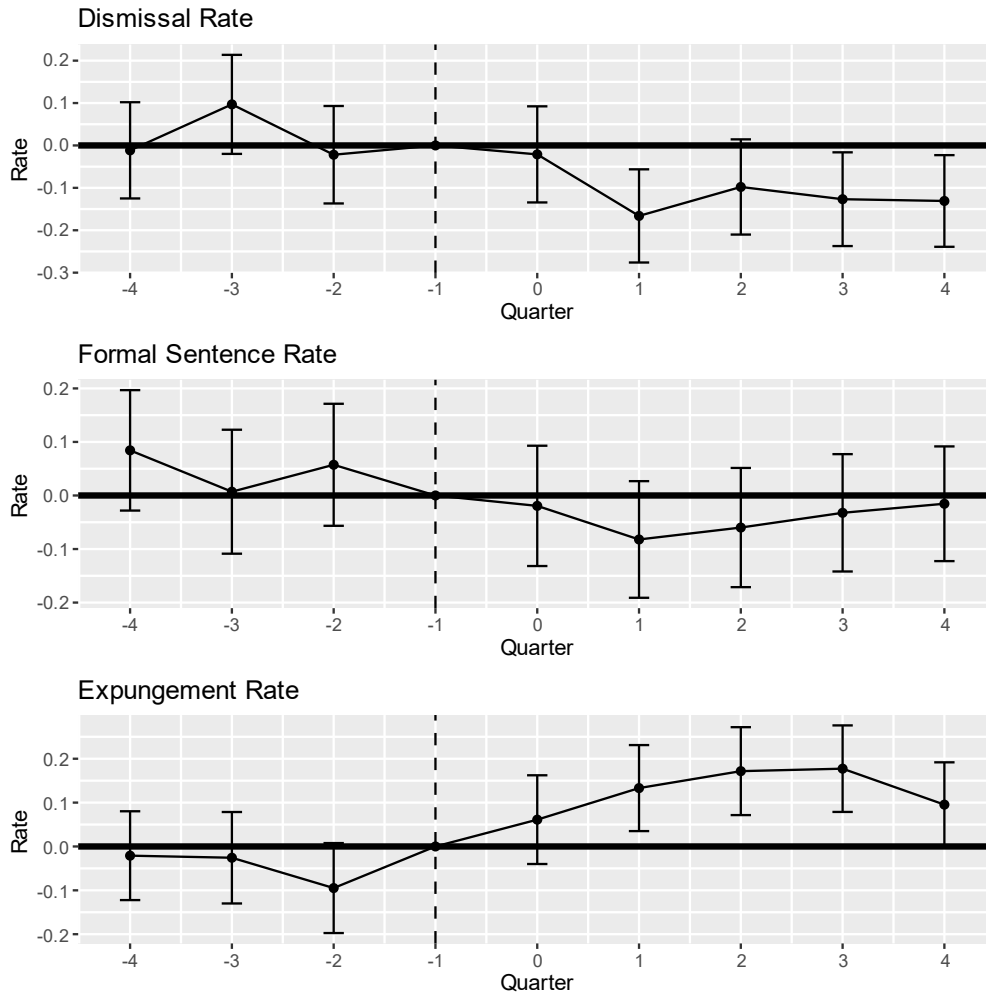 Dismissal Rate
0.2
0.1
0.0
-0.1
-0.2
-0.3
Rate
-4 -3 -2 -1 0 1 2 3 4
Quarter
Formal Sentence Rate
0.2
0.1
0.0
-0.1
-0.2
Rate
-4 -3 -2 -1 0 1 2 3 4
Quarter
Expungement Rate
0.2
0.1
0.0
-0.1
-0.2
Rate
-4 -3 -2 -1 0 1 2 3 4
Quarter